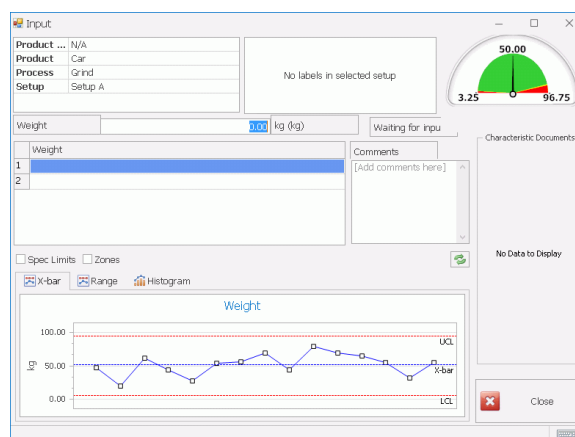 Input
Product ... N/A
Product Car
Process Grind
Setup Setup A
No labels in selected setup
50.00
3.25 96.75
Weight 0.00 kg (kg) Waiting for inpu
Characteristic Documents
Weight
1
2
Comments
[Add comments here]
No Data to Display
Spec Limits Zones
X-bar Range Histogram
Weight
100.00
50.00
0.00
kg
UCL
X-bar
LCL
Close